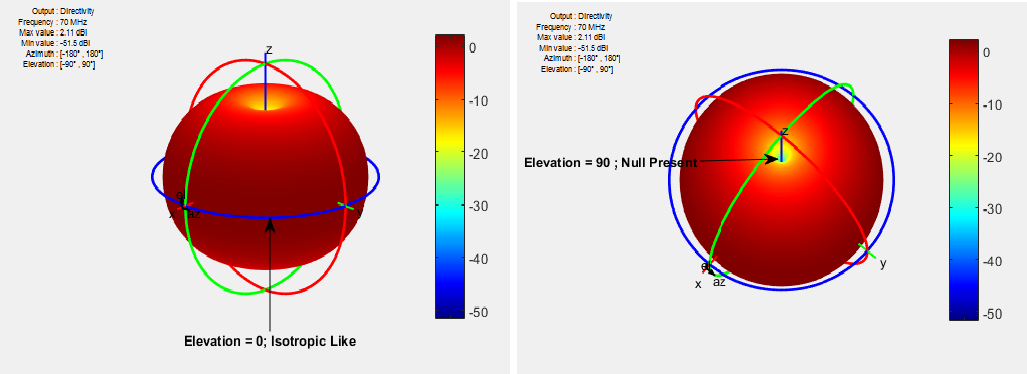 Output : Directivity
Frequency : 70 MHz
Max value : 2.11 dBi
Min value : -51.5 dBi
Azimuth : [-180° , 180°]
Elevation : [-90° , 90°]
z
x
az
y
0
-10
-20
-30
-40
-50
Elevation = 0; Isotropic Like
Output : Directivity
Frequency : 70 MHz
Max value : 2.11 dBi
Min value : -51.5 dBi
Azimuth : [-180° , 180°]
Elevation : [-90° , 90°]
z
Elevation = 90 ; Null Present
y
x
az
0
-10
-20
-30
-40
-50